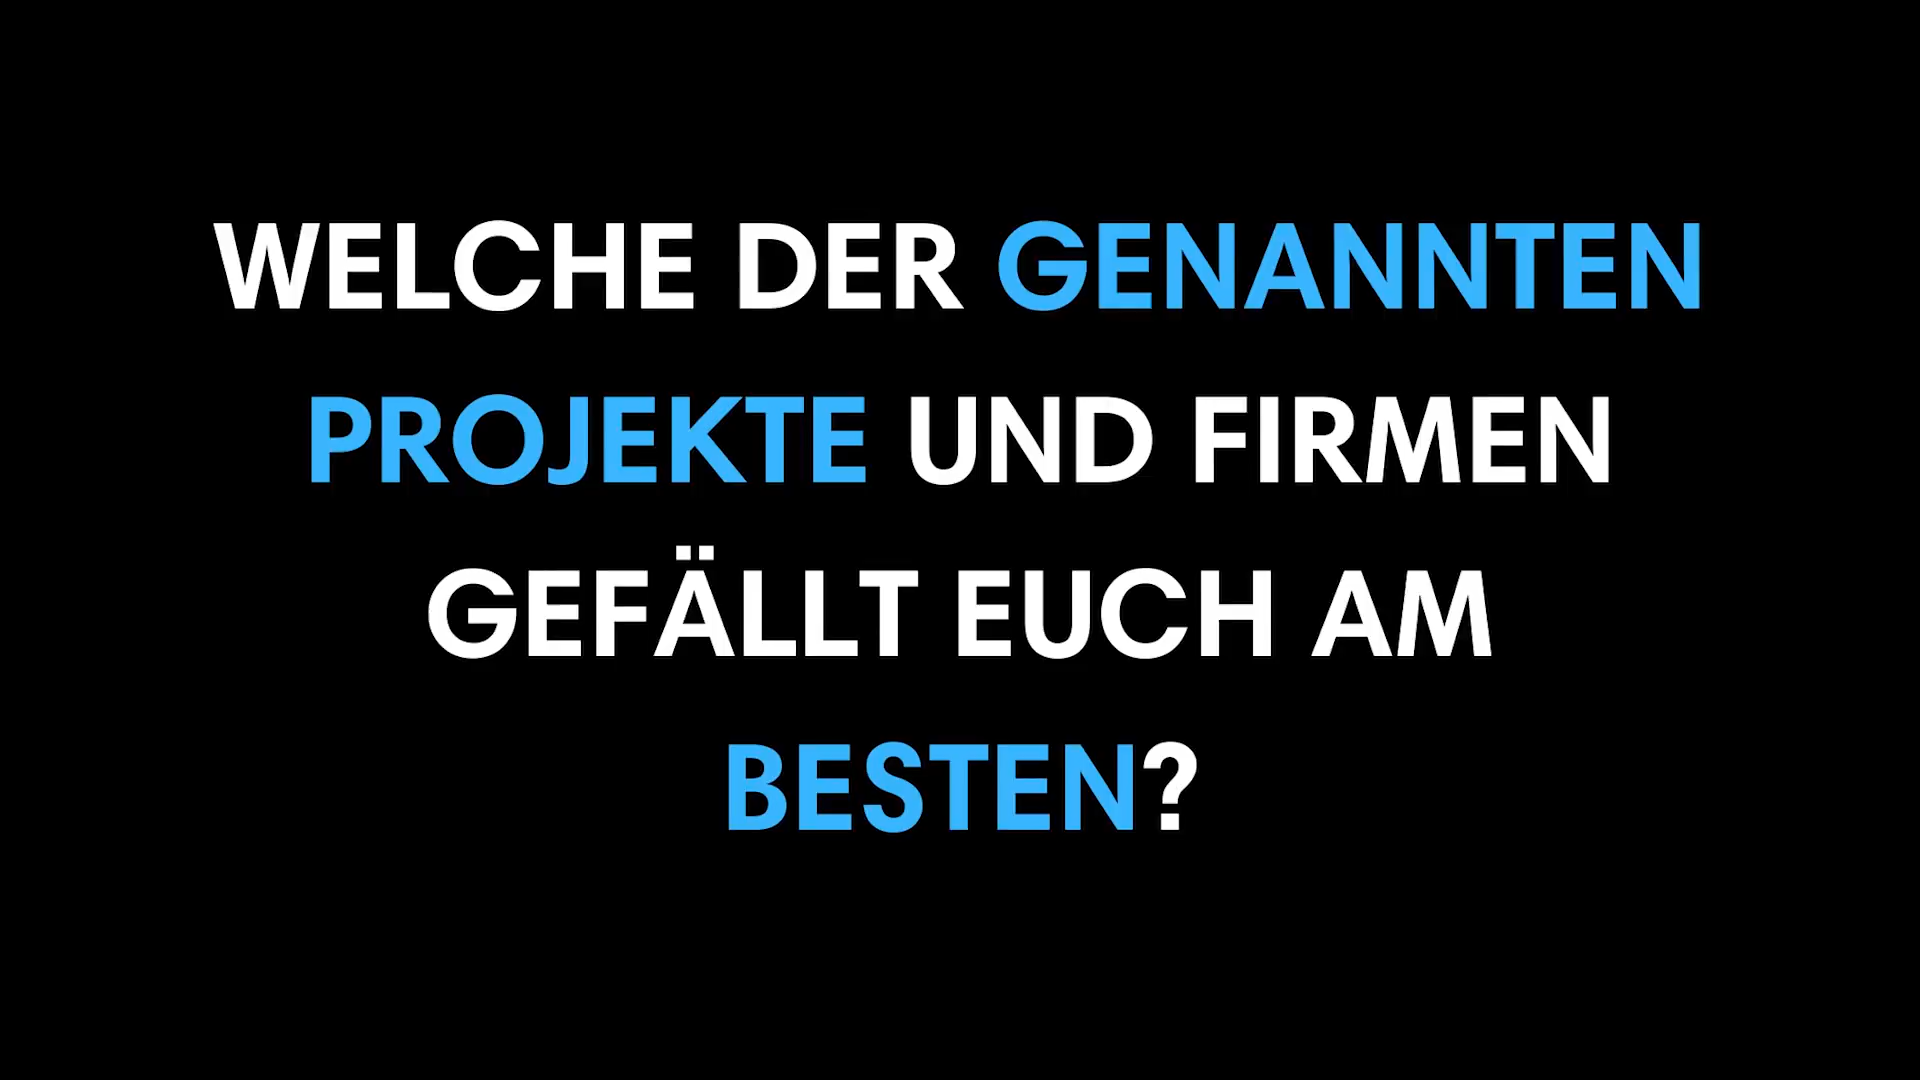 WELCHE DER GENANNTEN
PROJEKTE UND FIRMEN
GEFÄLLT EUCH AM
BESTEN?